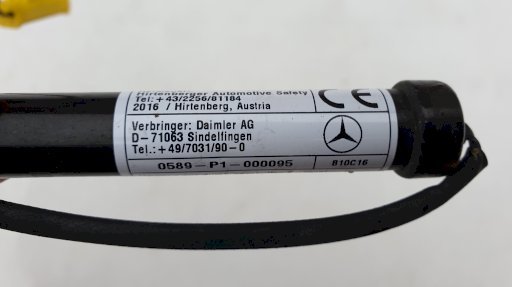 Hirtenberger Automotive Safety
Tel:+43/2256/81184
2016 / Hirtenberg, Austria
CE
Verbringer: Daimler AG
D-71063 Sindelfingen
Tel.:+49/7031/90-0
0589-P1-000095
810C16